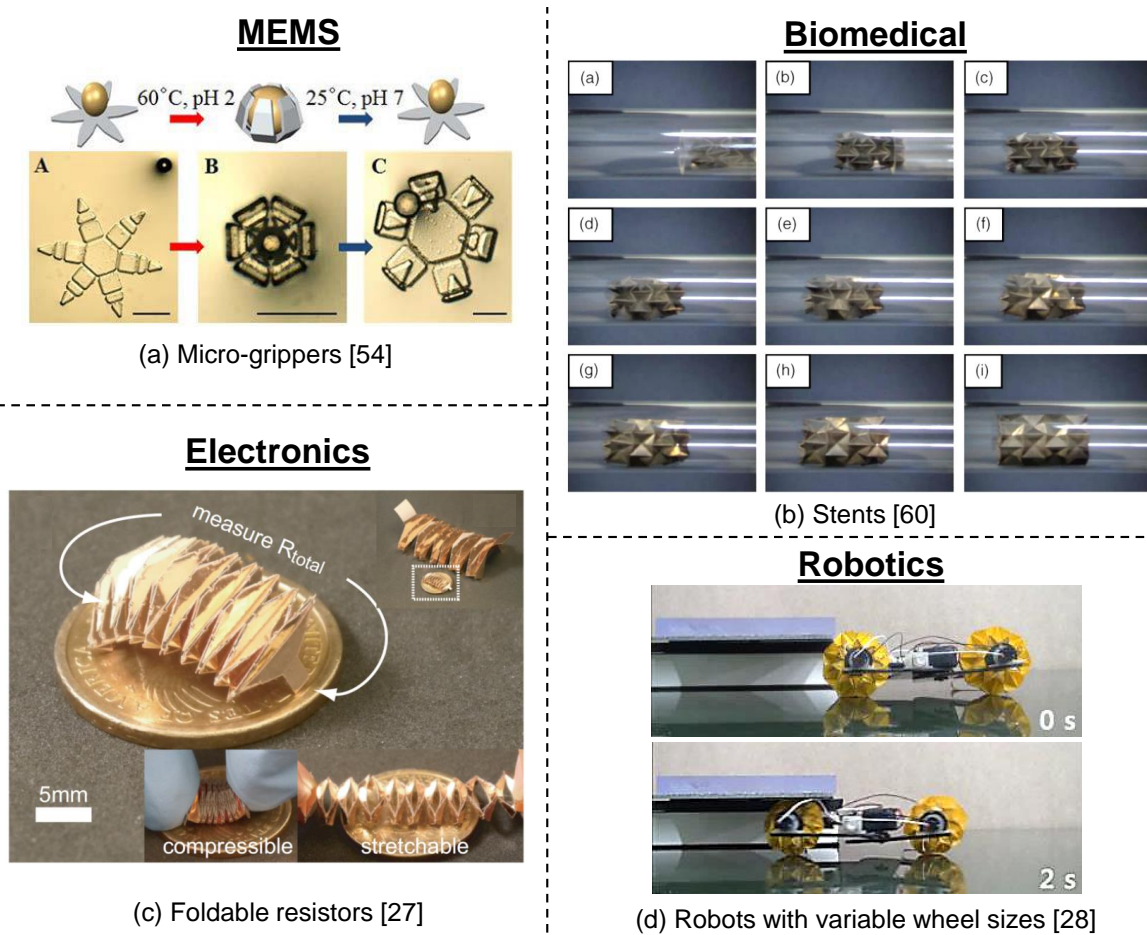 MEMS
60°C, pH 2
25°C, pH 7
A
B
C
(a) Micro-grippers [54]
Biomedical
(a)
(b)
(c)
(d)
(e)
(f)
(g)
(h)
(i)
(b) Stents [60]
Electronics
measure Rtotal
5mm
compressible
stretchable
(c) Foldable resistors [27]
Robotics
0 s
2 s
(d) Robots with variable wheel sizes [28]